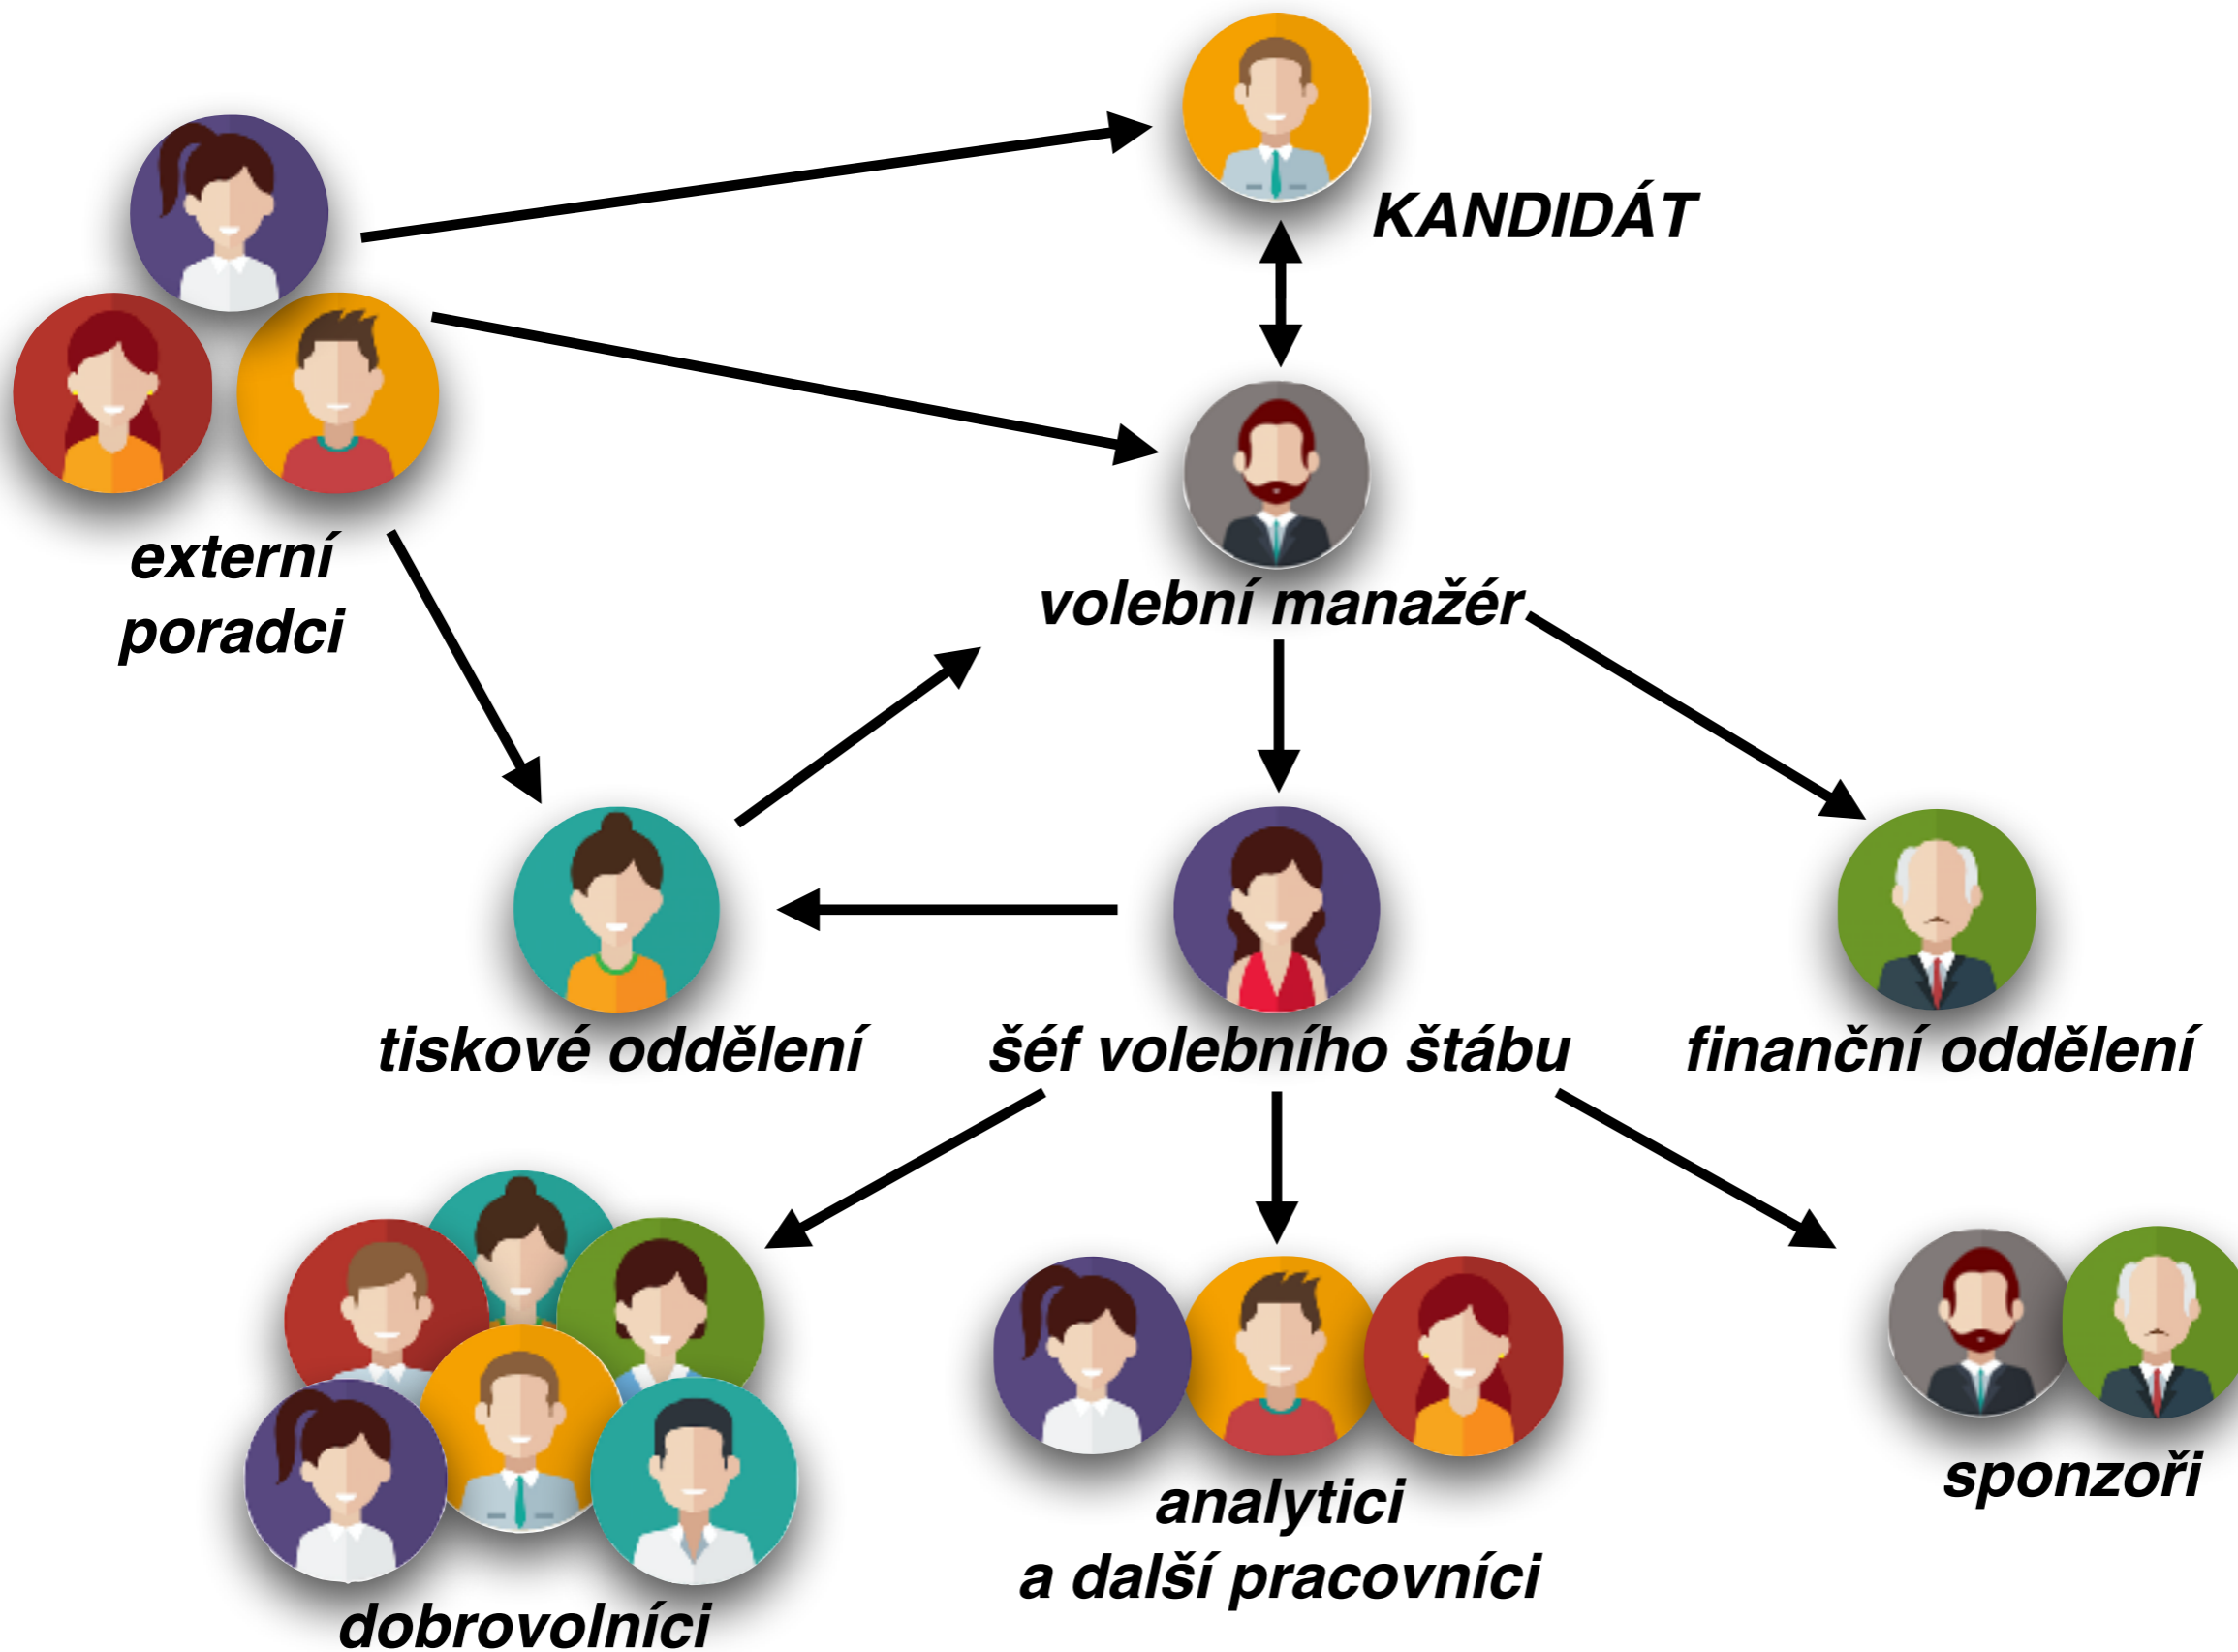 KANDIDÁT
externí
poradci
volební manažér
tiskové oddělení
šéf volebního štábu
finanční oddělení
dobrovolníci
analytici
a další pracovníci
sponzoři